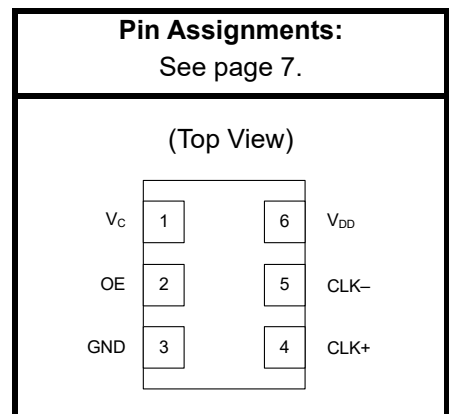 Pin Assignments:
See page 7.
(Top View)
VC 1 6 VDD
OE 2 5 CLK–
GND 3 4 CLK+